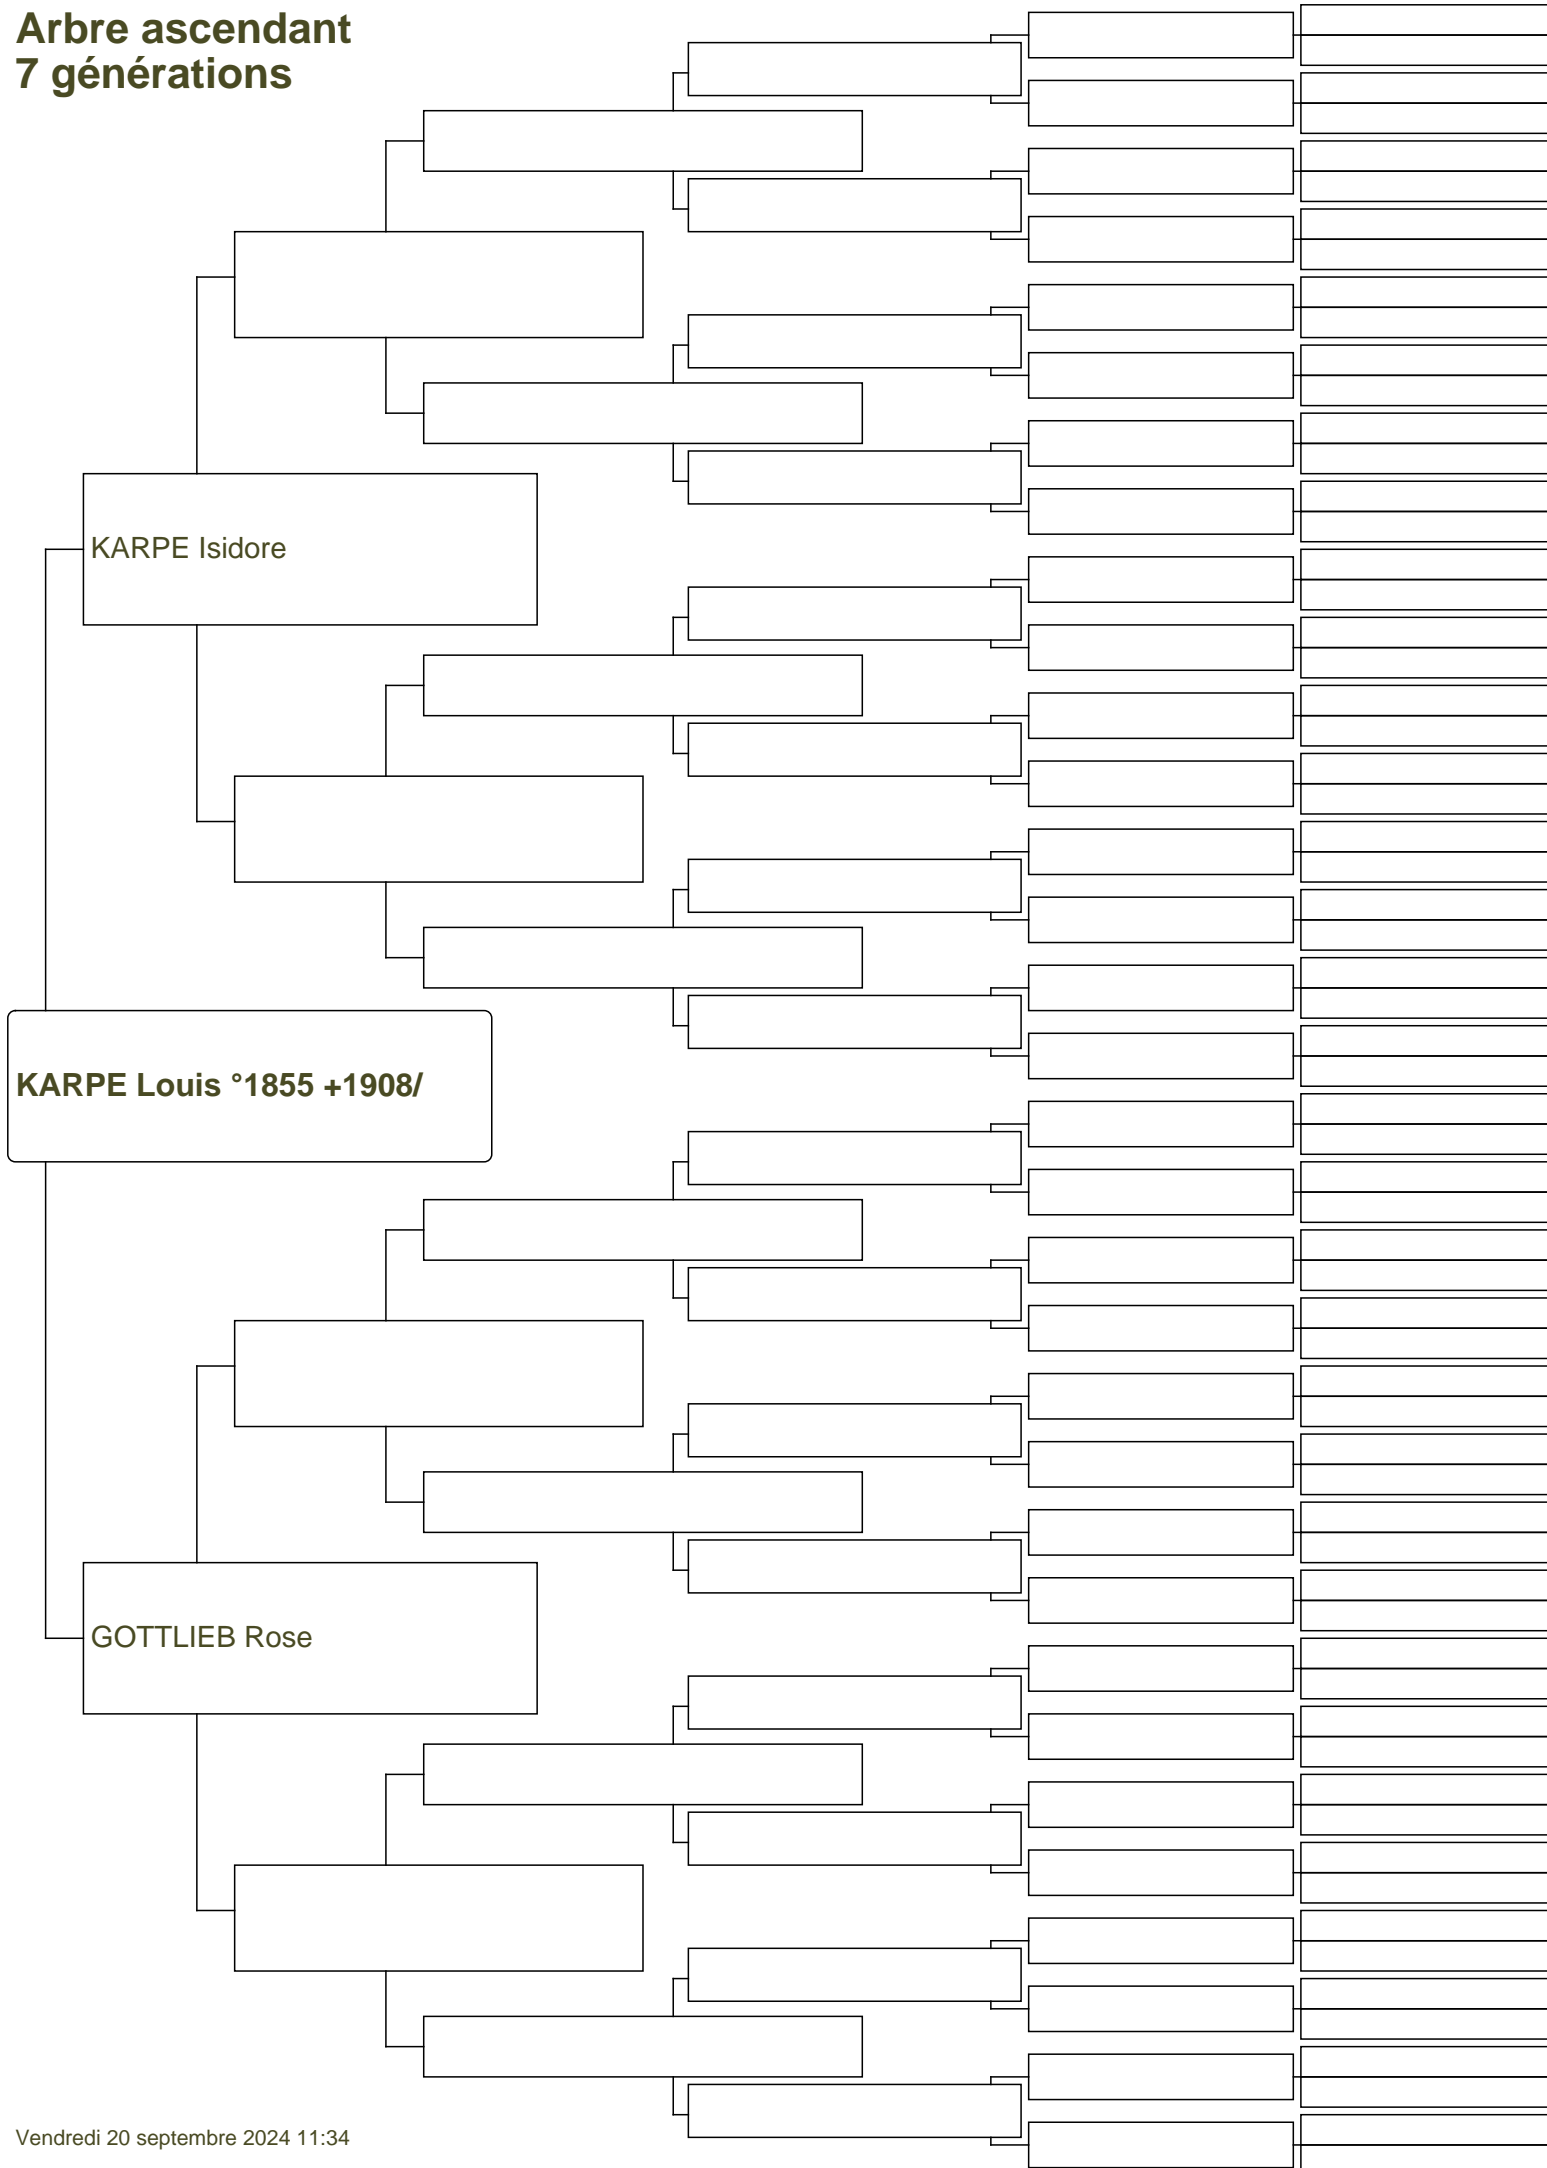 Arbre ascendant
7 générations
KARPE Isidore
KARPE Louis °1855 +1908/
GOTTLIEB Rose
Vendredi 20 septembre 2024 11:34